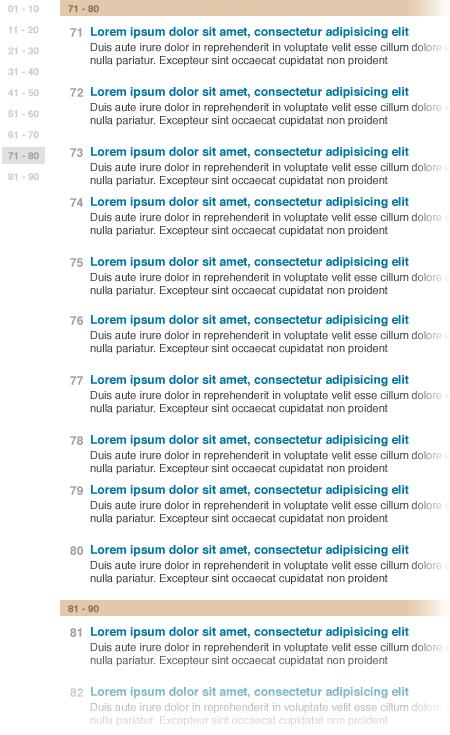 01 - 10
11 - 20
21 - 30
31 - 40
41 - 50
51 - 60
61 - 70
71 - 80
81 - 90
71 - 80
71 Lorem ipsum dolor sit amet, consectetur adipisicing elit
Duis aute irure dolor in reprehenderit in voluptate velit esse cillum dolore e
nulla pariatur. Excepteur sint occaecat cupidatat non proident
72 Lorem ipsum dolor sit amet, consectetur adipisicing elit
Duis aute irure dolor in reprehenderit in voluptate velit esse cillum dolore e
nulla pariatur. Excepteur sint occaecat cupidatat non proident
73 Lorem ipsum dolor sit amet, consectetur adipisicing elit
Duis aute irure dolor in reprehenderit in voluptate velit esse cillum dolore e
nulla pariatur. Excepteur sint occaecat cupidatat non proident
74 Lorem ipsum dolor sit amet, consectetur adipisicing elit
Duis aute irure dolor in reprehenderit in voluptate velit esse cillum dolore e
nulla pariatur. Excepteur sint occaecat cupidatat non proident
75 Lorem ipsum dolor sit amet, consectetur adipisicing elit
Duis aute irure dolor in reprehenderit in voluptate velit esse cillum dolore e
nulla pariatur. Excepteur sint occaecat cupidatat non proident
76 Lorem ipsum dolor sit amet, consectetur adipisicing elit
Duis aute irure dolor in reprehenderit in voluptate velit esse cillum dolore e
nulla pariatur. Excepteur sint occaecat cupidatat non proident
77 Lorem ipsum dolor sit amet, consectetur adipisicing elit
Duis aute irure dolor in reprehenderit in voluptate velit esse cillum dolore e
nulla pariatur. Excepteur sint occaecat cupidatat non proident
78 Lorem ipsum dolor sit amet, consectetur adipisicing elit
Duis aute irure dolor in reprehenderit in voluptate velit esse cillum dolore e
nulla pariatur. Excepteur sint occaecat cupidatat non proident
79 Lorem ipsum dolor sit amet, consectetur adipisicing elit
Duis aute irure dolor in reprehenderit in voluptate velit esse cillum dolore e
nulla pariatur. Excepteur sint occaecat cupidatat non proident
80 Lorem ipsum dolor sit amet, consectetur adipisicing elit
Duis aute irure dolor in reprehenderit in voluptate velit esse cillum dolore e
nulla pariatur. Excepteur sint occaecat cupidatat non proident
81 - 90
81 Lorem ipsum dolor sit amet, consectetur adipisicing elit
Duis aute irure dolor in reprehenderit in voluptate velit esse cillum dolore e
nulla pariatur. Excepteur sint occaecat cupidatat non proident
82 Lorem ipsum dolor sit amet, consectetur adipisicing elit
Duis aute irure dolor in reprehenderit in voluptate velit esse cillum dolore e
nulla pariatur. Excepteur sint occaecat cupidatat non proident